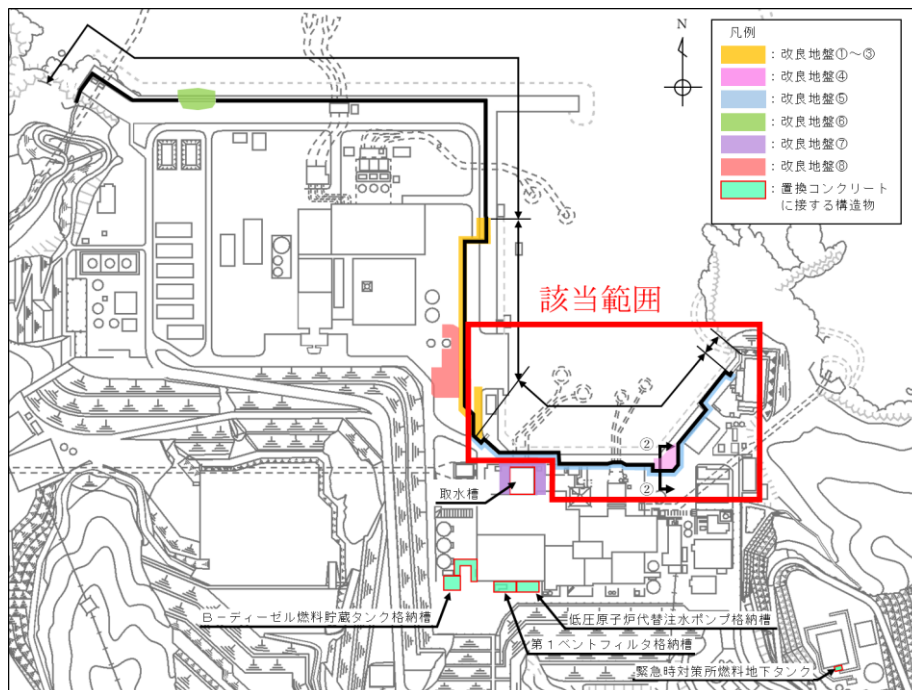 N
凡例
：改良地盤①～③
：改良地盤④
：改良地盤⑤
：改良地盤⑥
：改良地盤⑦
：改良地盤⑧
：置換コンクリート
に接する構造物
該当範囲
②
②
取水槽
B－ディーゼル燃料貯蔵タンク格納槽
低圧原子炉代替注水ポンプ格納槽
第1ベントフィルタ格納槽
緊急時対策所燃料地下タンク